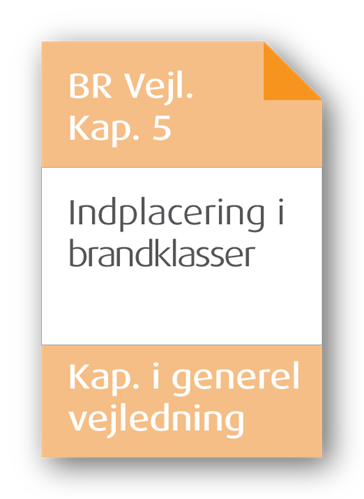 BR Vejl.
Kap. 5
Indplacering i
brandklasser
Kap. i generel
vejledning